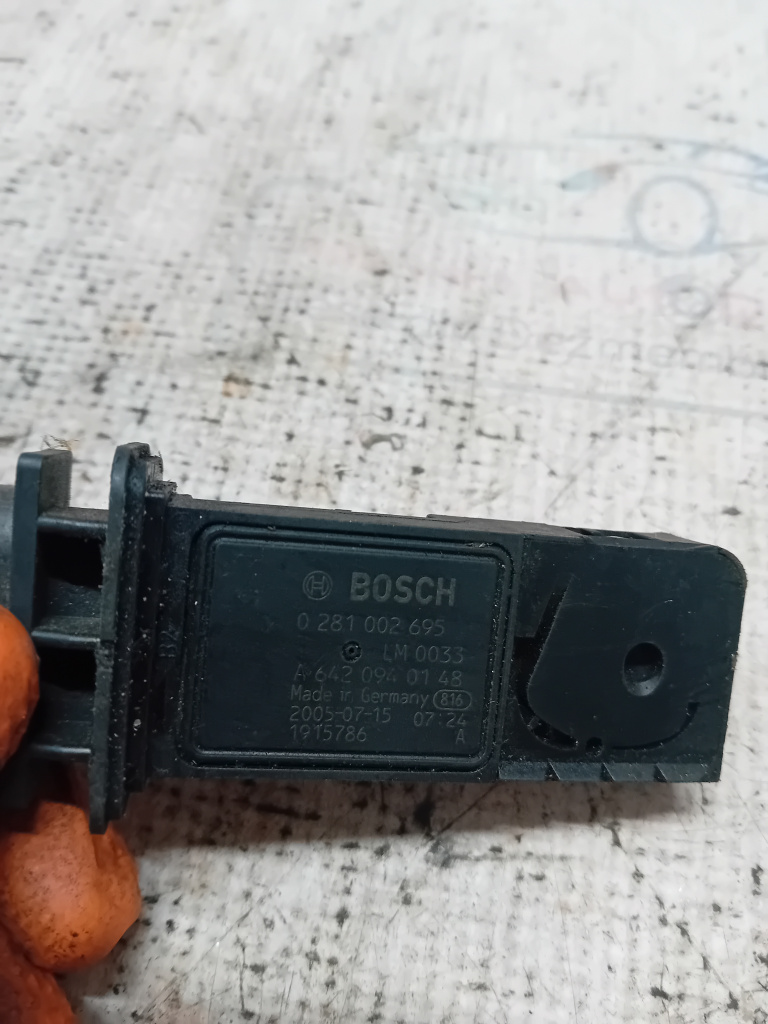 BOSCH
0 281 002 695
LM 0033
A 642 094 01 48
Made in Germany 816
2005-07-15 07:24
1915786 A